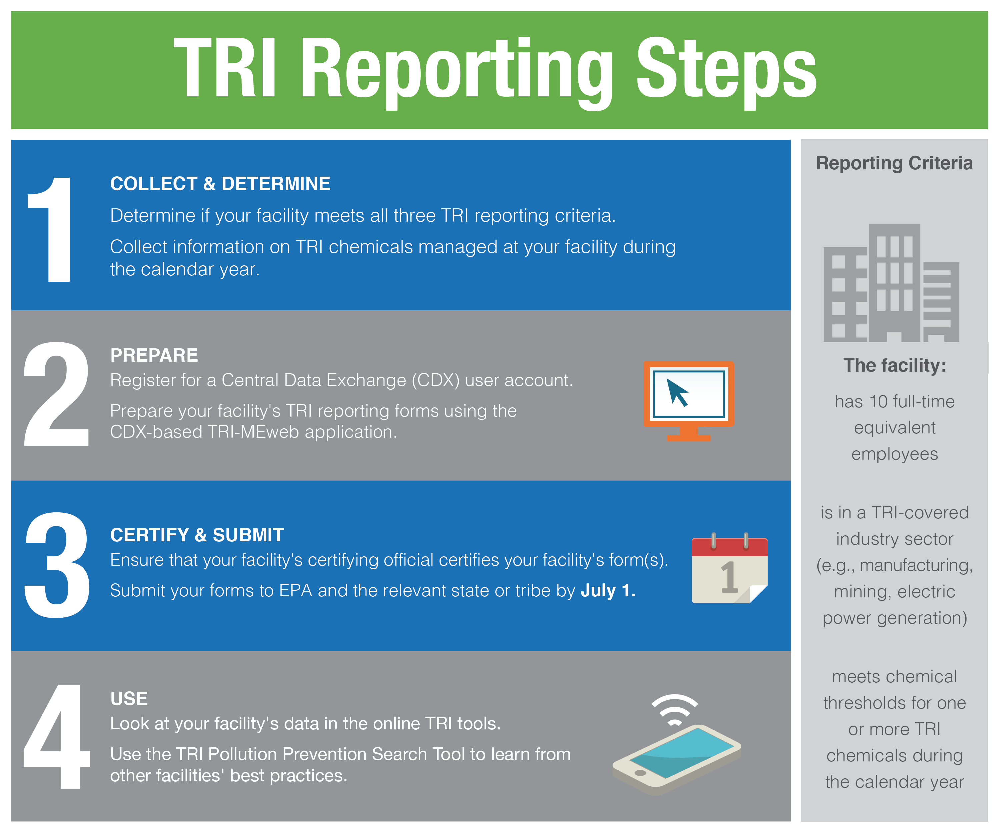 TRI Reporting Steps
1
COLLECT & DETERMINE
Determine if your facility meets all three TRI reporting criteria.
Collect information on TRI chemicals managed at your facility during
the calendar year.
2
PREPARE
Register for a Central Data Exchange (CDX) user account.
Prepare your facility's TRI reporting forms using the
CDX-based TRI-MEweb application.
3
CERTIFY & SUBMIT
Ensure that your facility's certifying official certifies your facility's form(s).
Submit your forms to EPA and the relevant state or tribe by July 1.
1
4
USE
Look at your facility's data in the online TRI tools.
Use the TRI Pollution Prevention Search Tool to learn from
other facilities' best practices.
Reporting Criteria
The facility:
has 10 full-time
equivalent
employees
is in a TRI-covered
industry sector
(e.g., manufacturing,
mining, electric
power generation)
meets chemical
thresholds for one
or more TRI
chemicals during
the calendar year